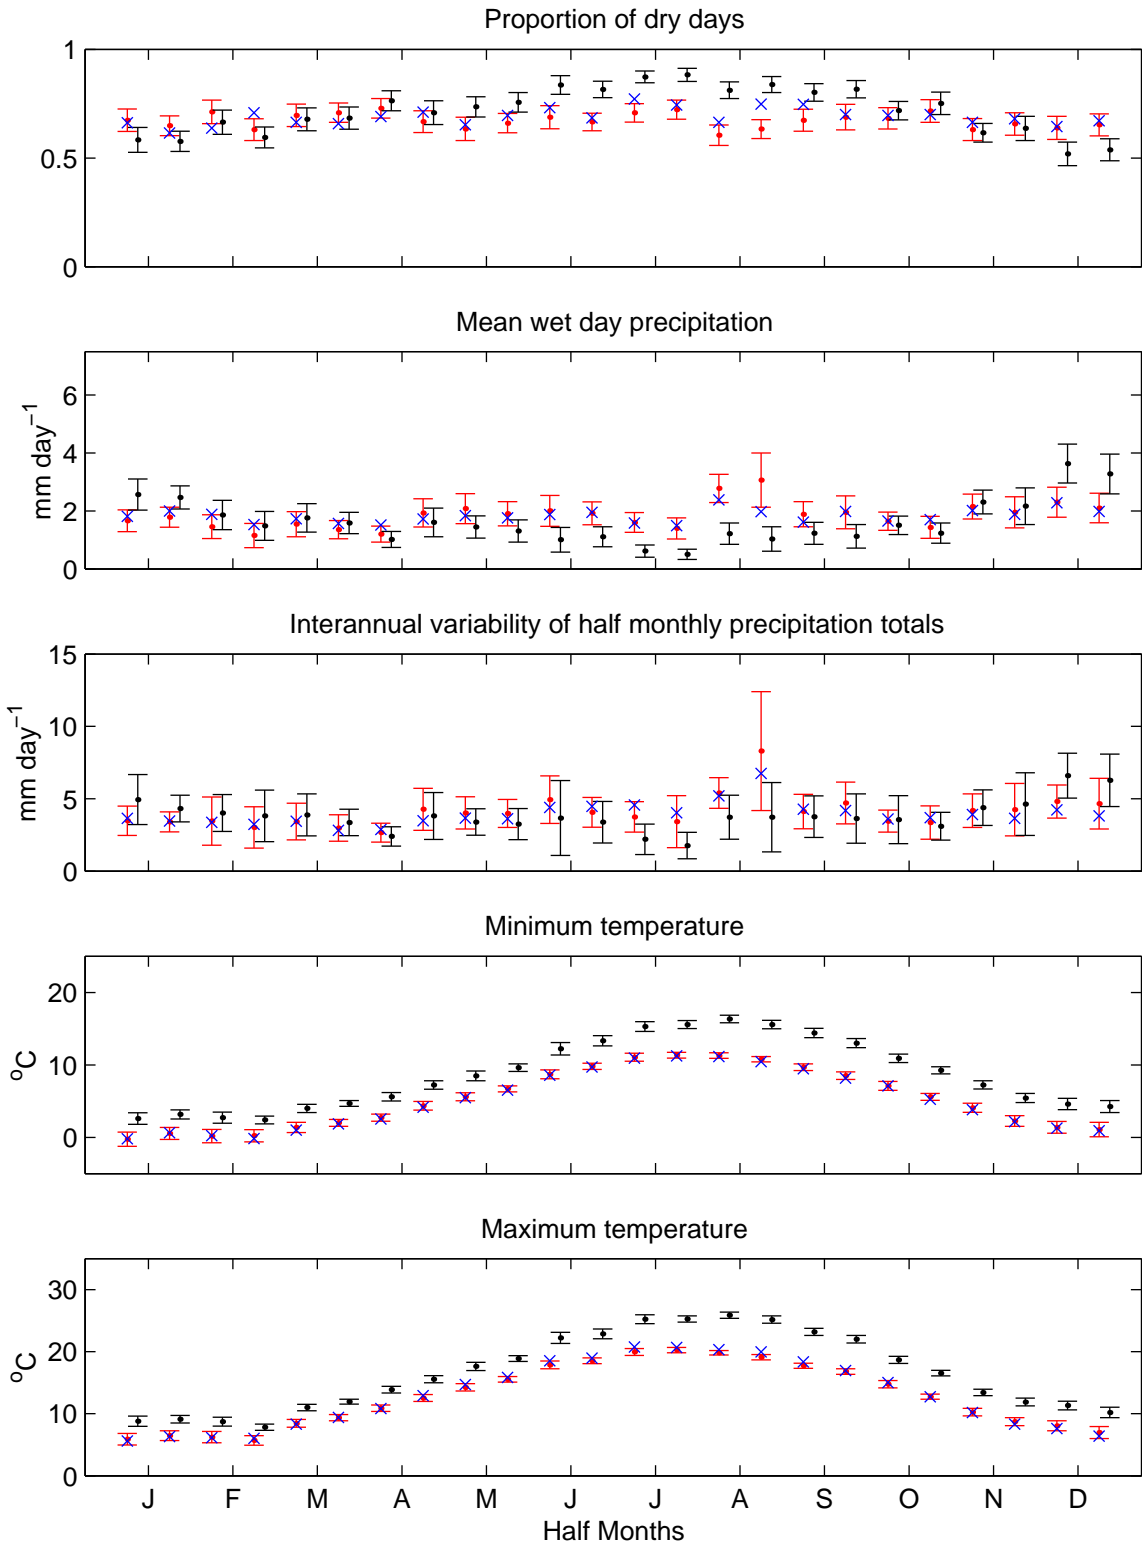 Proportion of dry days
1
0.5
0
Mean wet day precipitation
6
4
2
0
mm day⁻¹
Interannual variability of half monthly precipitation totals
15
10
5
0
mm day⁻¹
Minimum temperature
20
10
0
ºC
Maximum temperature
30
20
10
0
ºC
J F M A M J J A S O N D
Half Months